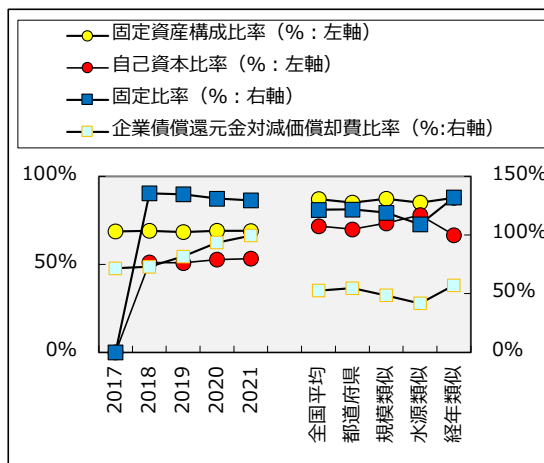 固定資産構成比率（%：左軸）
自己資本比率（%：左軸）
固定比率（%：右軸）
企業債償還元金対減価償却費比率（%:右軸）
100%
50%
0%
150%
100%
50%
0%
2017
2018
2019
2020
2021
全国平均
都道府県
規模類似
水源類似
経年類似